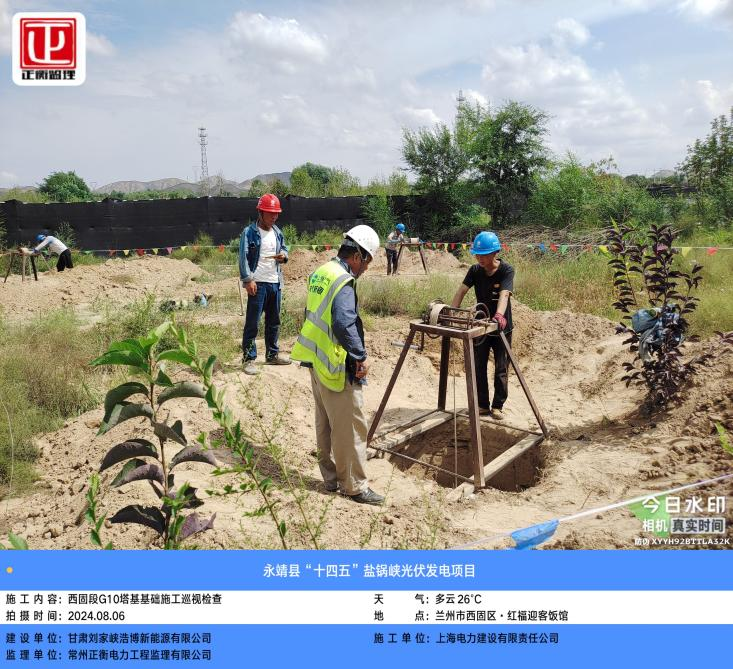 正衡监理
今日水印
相机 真实时间
防伪 XYYH92BTTLA32K
永靖县“十四五”盐锅峡光伏发电项目
施工内容：西固段G10塔基基础施工巡视检查
天气：多云 26℃
拍摄时间：2024.08.06
地点：兰州市西固区·红福迎客饭馆
建设单位：甘肃刘家峡浩博新能源有限公司
施工单位：上海电力建设有限责任公司
监理单位：常州正衡电力工程监理有限公司